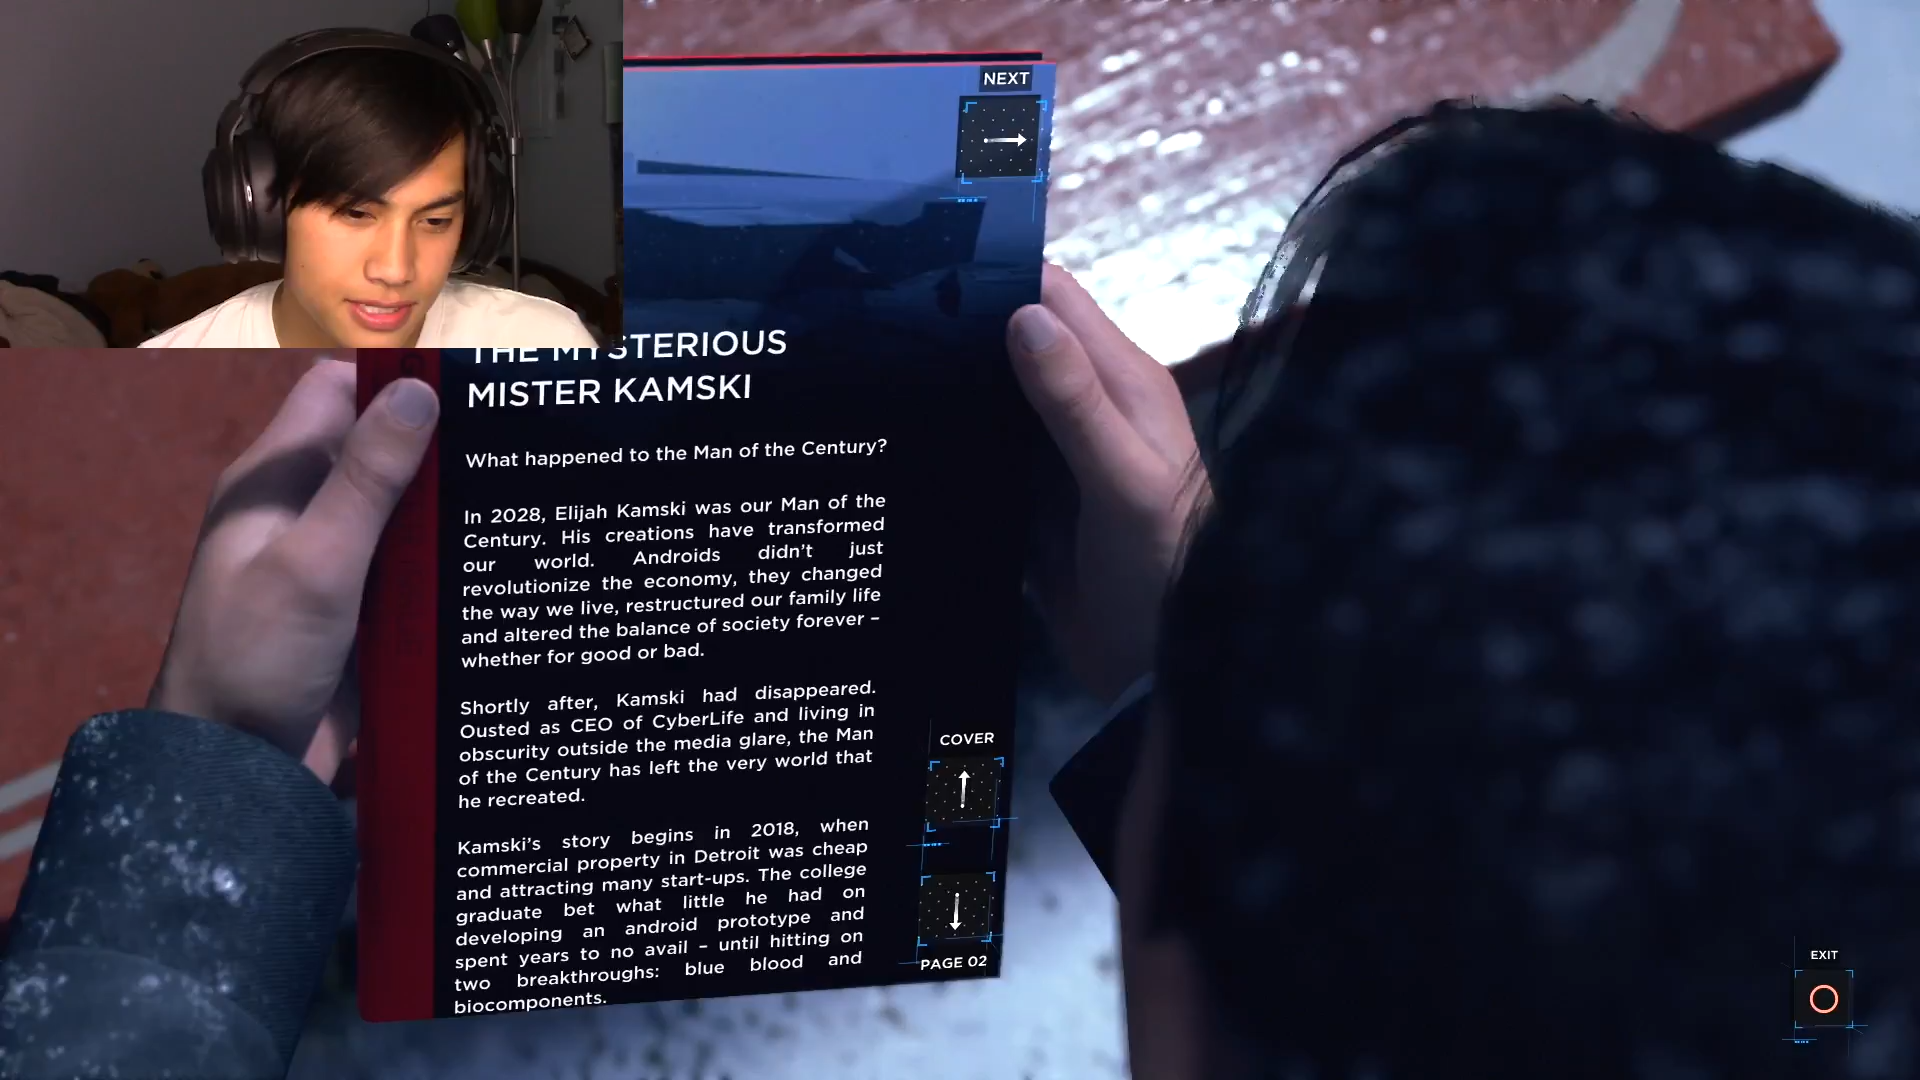 NEXT
THE MYSTERIOUS
MISTER KAMSKI
What happened to the Man of the Century?
In 2028, Elijah Kamski was our Man of the
Century. His creations have transformed
our world. Androids didn't just
revolutionize the economy, they changed
the way we live, restructured our family life
and altered the balance of society forever –
whether for good or bad.
Shortly after, Kamski had disappeared.
Ousted as CEO of CyberLife and living in
obscurity outside the media glare, the Man
of the Century has left the very world that
he recreated.
Kamski's story begins in 2018, when
commercial property in Detroit was cheap
and attracting many start-ups. The college
graduate bet what little he had on
developing an android prototype and
spent years to no avail – until hitting on
two breakthroughs: blue blood and
biocomponents.
COVER
PAGE 02
EXIT